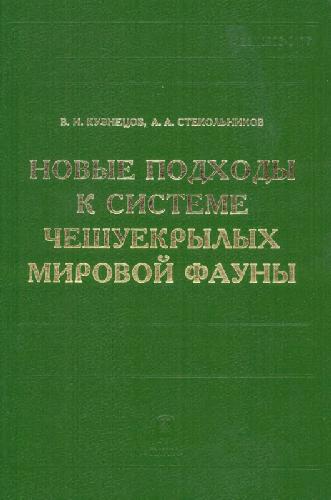 В. И. КУЗНЕЦОВ, А. А. СТЕКОЛЬНИКОВ
НОВЫЕ ПОДХОДЫ
К СИСТЕМЕ
ЧЕШУЕКРЫЛЫХ
МИРОВОЙ ФАУНЫ